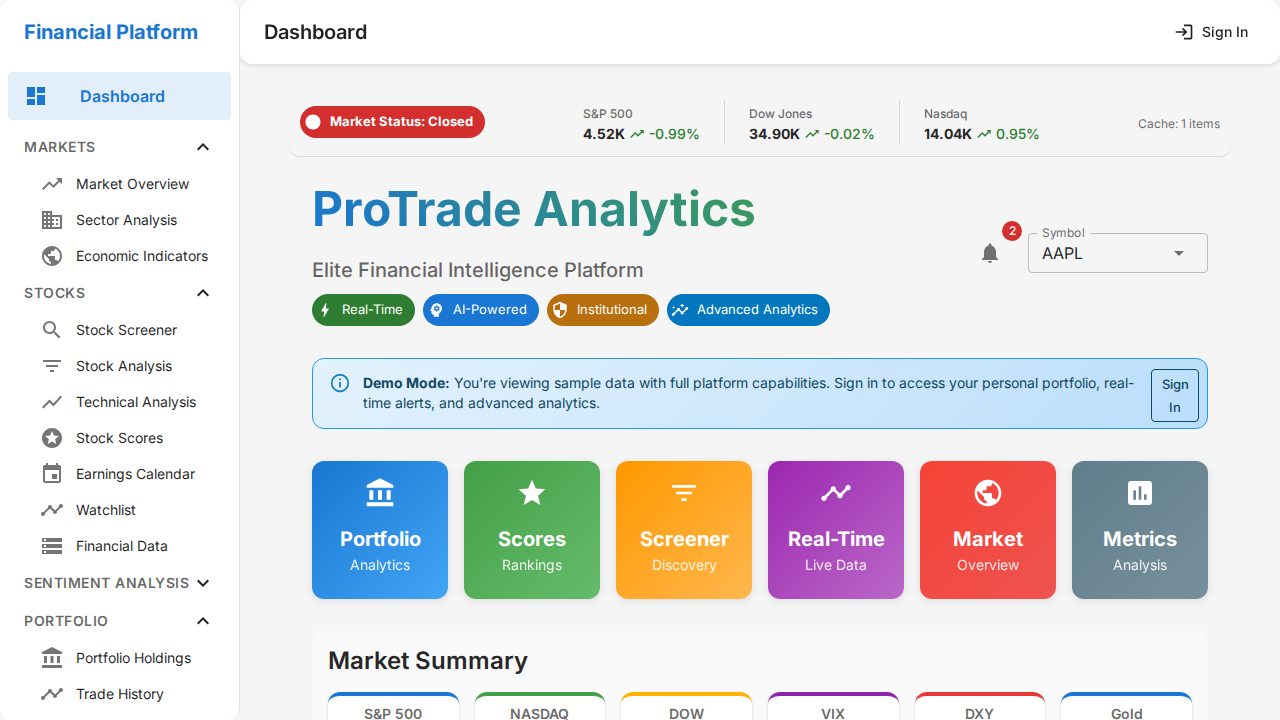 Financial Platform
Dashboard
MARKETS
Market Overview
Sector Analysis
Economic Indicators
STOCKS
Stock Screener
Stock Analysis
Technical Analysis
Stock Scores
Earnings Calendar
Watchlist
Financial Data
SENTIMENT ANALYSIS
PORTFOLIO
Portfolio Holdings
Trade History
Dashboard
Sign In
Market Status: Closed
S&P 500
4.52K -0.99%
Dow Jones
34.90K -0.02%
Nasdaq
14.04K 0.95%
Cache: 1 items
ProTrade Analytics
Elite Financial Intelligence Platform
Real-Time
AI-Powered
Institutional
Advanced Analytics
2
Symbol
AAPL
Demo Mode: You're viewing sample data with full platform capabilities. Sign in to access your personal portfolio, real-
time alerts, and advanced analytics.
Sign
In
Portfolio
Analytics
Scores
Rankings
Screener
Discovery
Real-Time
Live Data
Market
Overview
Metrics
Analysis
Market Summary
S&P 500
NASDAQ
DOW
VIX
DXY
Gold